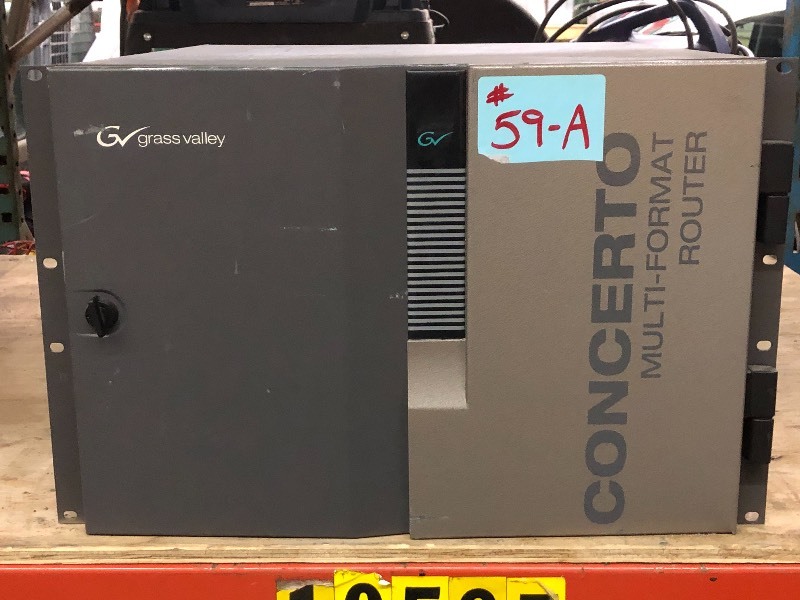 GV grass valley
GV
#
59-A
CONCERTO
MULTI-FORMAT
ROUTER